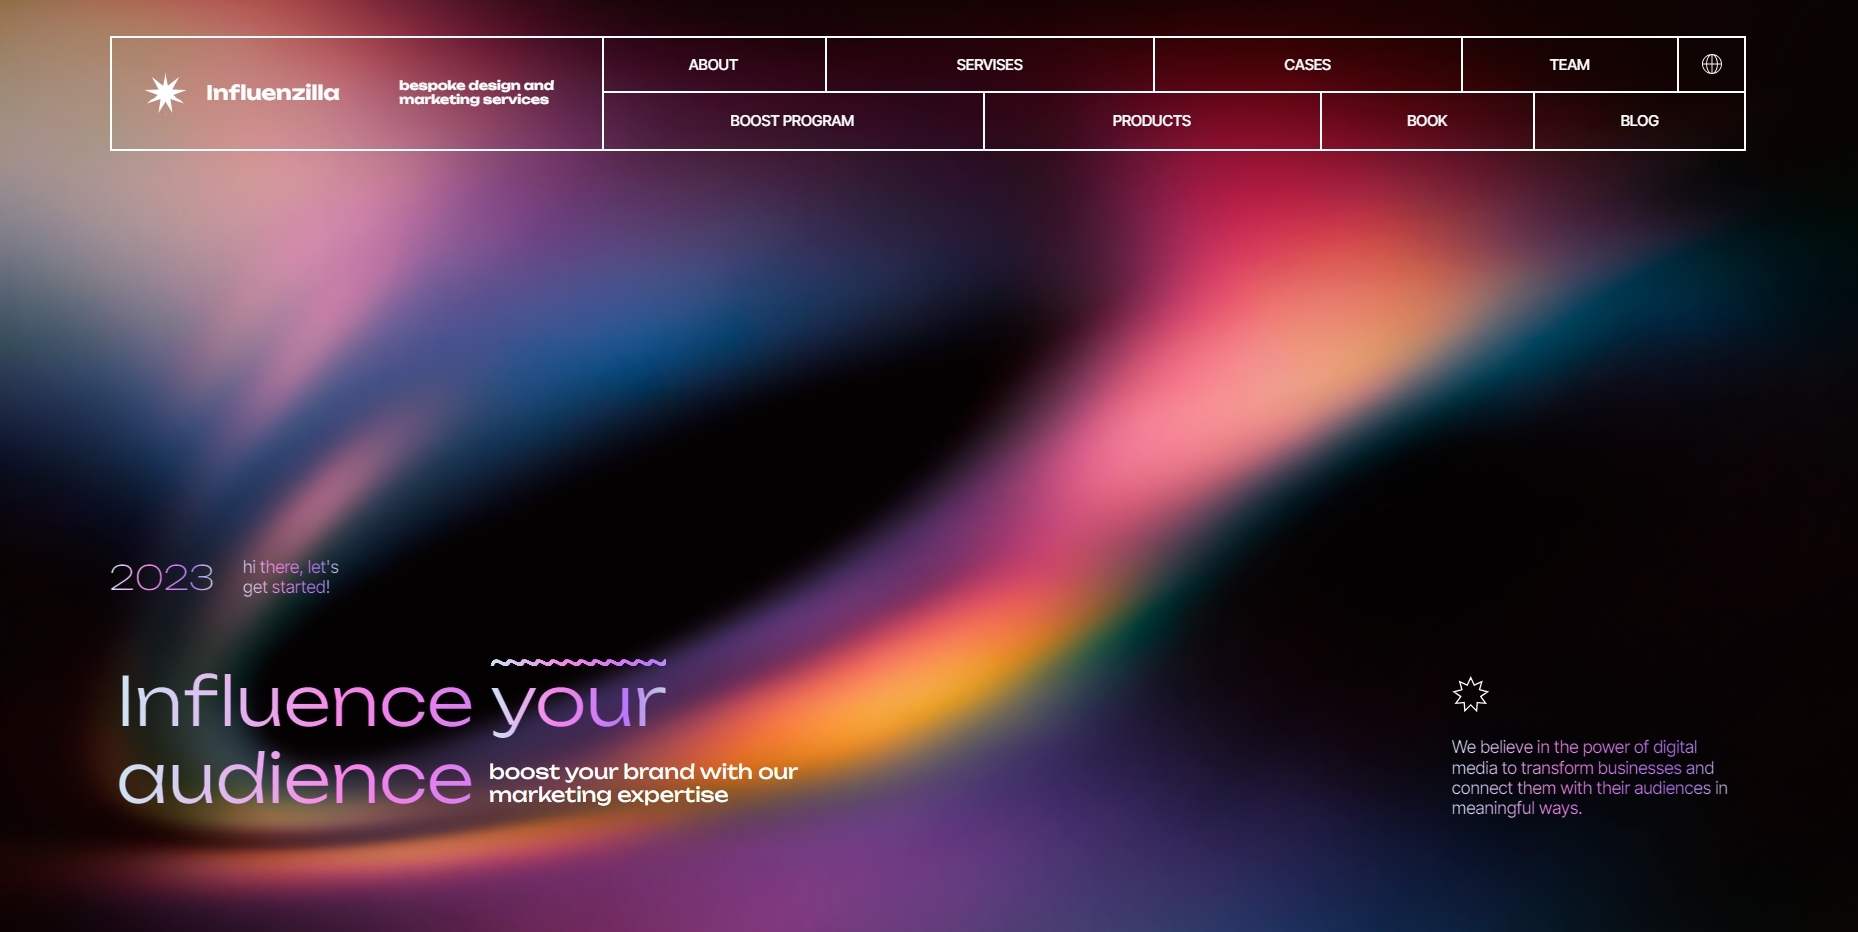 Influenzilla
bespoke design and
marketing services
ABOUT
SERVISES
CASES
TEAM
BOOST PROGRAM
PRODUCTS
BOOK
BLOG
2023
hi there, let's
get started!
Influence your
audience
boost your brand with our
marketing expertise
We believe in the power of digital
media to transform businesses and
connect them with their audiences in
meaningful ways.